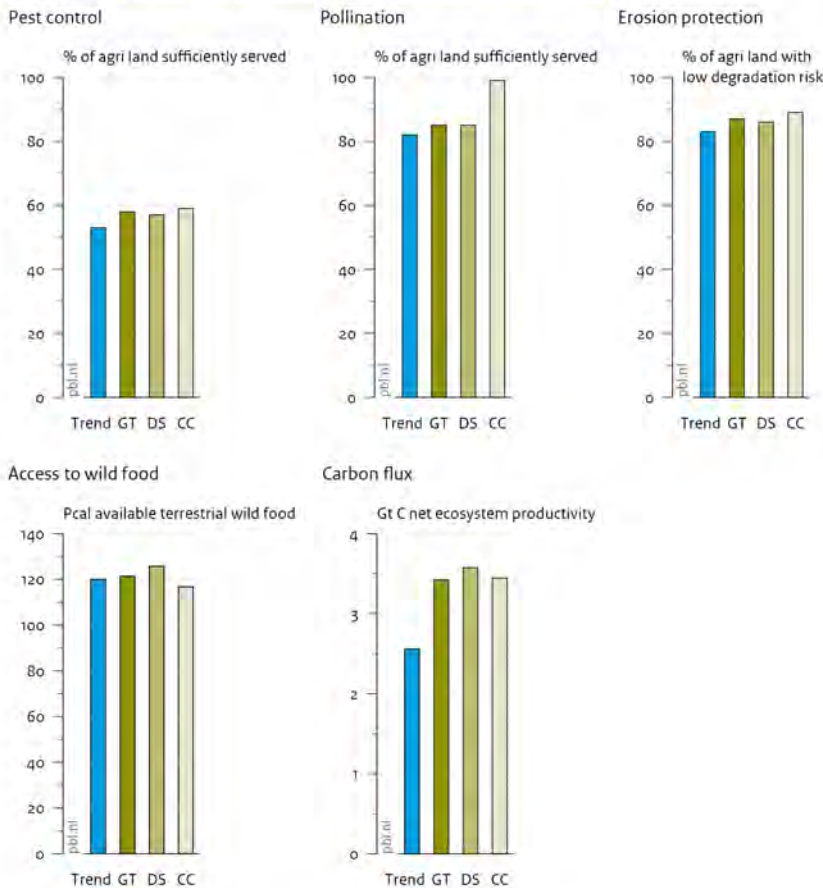 Pest control
% of agri land sufficiently served
100
80
60
40
20
0
pbl.nl
Trend GT DS CC
Pollination
% of agri land sufficiently served
100
80
60
40
20
0
pbl.nl
Trend GT DS CC
Erosion protection
% of agri land with
low degradation risk
100
80
60
40
20
0
pbl.nl
Trend GT DS CC
Access to wild food
Pcal available terrestrial wild food
140
120
100
80
60
40
20
0
pbl.nl
Trend GT DS CC
Carbon flux
Gt C net ecosystem productivity
4
3
2
1
0
pbl.nl
Trend GT DS CC